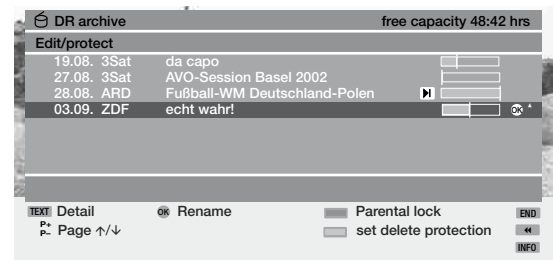 DR archive free capacity 48:42 hrs
Edit/protect
19.08. 3Sat da capo
27.08. 3Sat AVO-Session Basel 2002
28.08. ARD Fußball-WM Deutschland-Polen
03.09. ZDF echt wahr! OK
TEXT Detail OK Rename Parental lock END
P+ P– Page ↑/↓ set delete protection
INFO